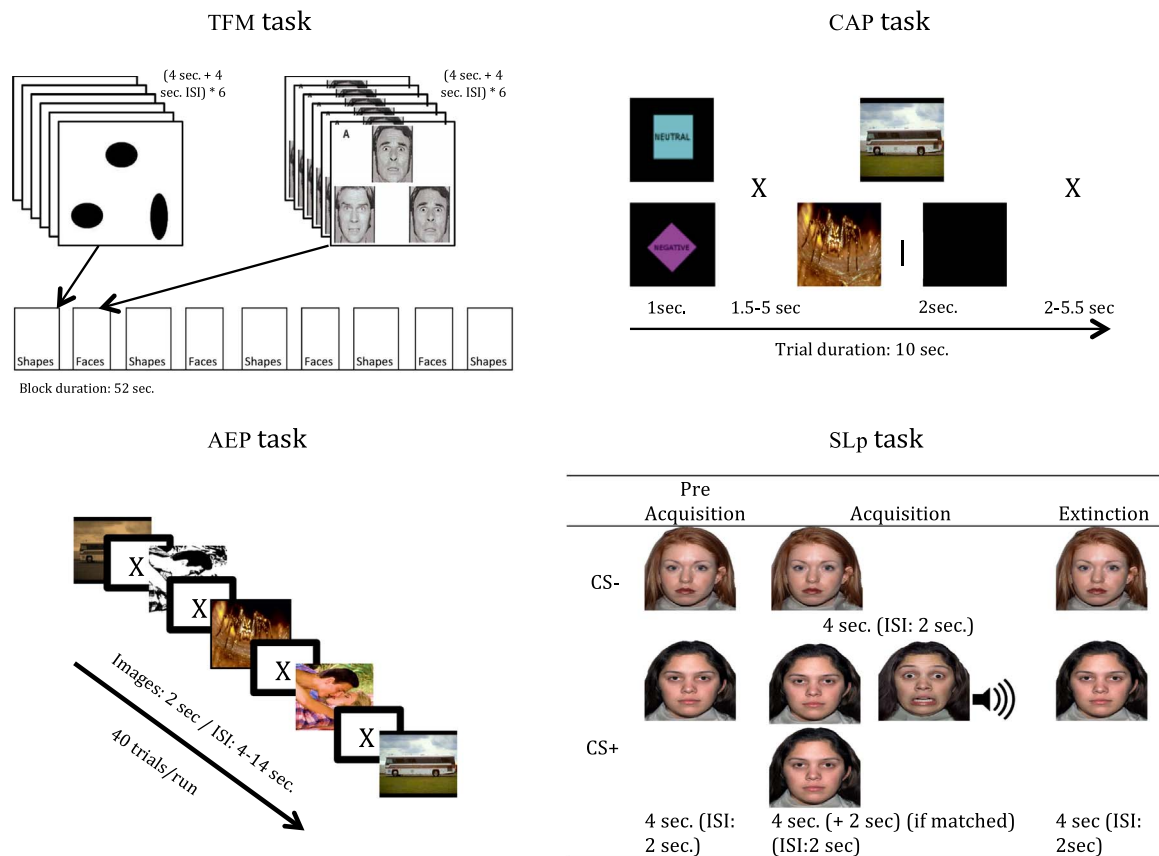 TFM task
(4 sec. + 4
sec. ISI) * 6
(4 sec. + 4
sec. ISI) * 6
A
A
A
A
Shapes
Faces
Shapes
Faces
Shapes
Faces
Shapes
Faces
Shapes
Block duration: 52 sec.
CAP task
NEUTRAL
X
X
NEGATIVE
1sec.
1.5-5 sec
2sec.
2-5.5 sec
Trial duration: 10 sec.
AEP task
X
X
X
X
Images: 2 sec / ISI: 4-14 sec.
40 trials/run
SLp task
Pre
Acquisition
Acquisition
Extinction
CS-
4 sec. (ISI: 2 sec.)
CS+
4 sec. (ISI:
2 sec.)
4 sec. (+ 2 sec) (if matched)
(ISI:2 sec)
4 sec (ISI:
2sec)